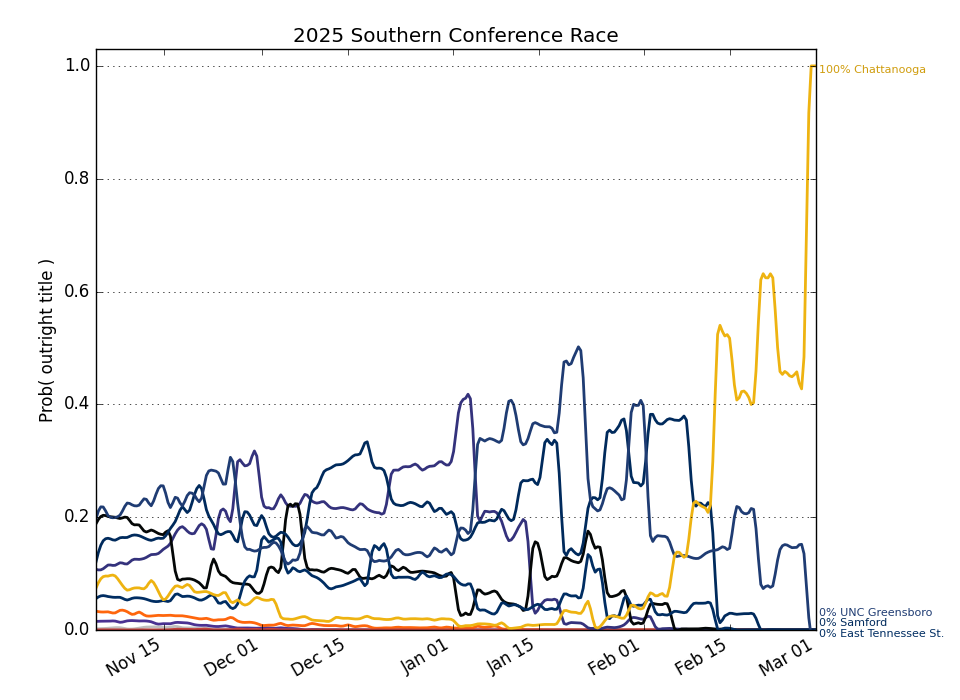 2025 Southern Conference Race
1.0
100% Chattanooga
0.8
0.6
Prob( outright title )
0.4
0.2
0% UNC Greensboro
0% Samford
0.0
0% East Tennessee St.
Nov 15
Dec 01
Dec 15
Jan 01
Jan 15
Feb 01
Feb 15
Mar 01